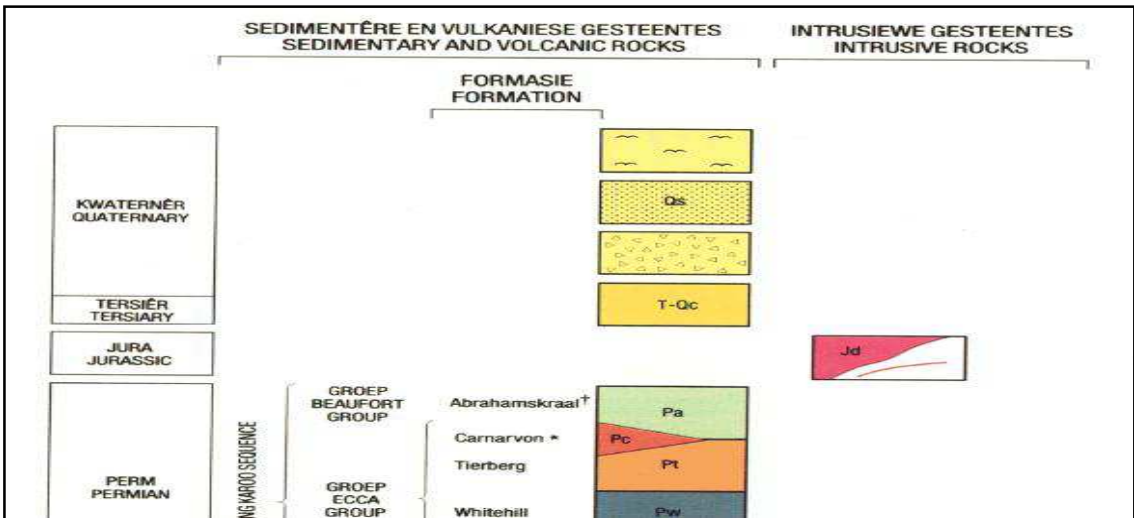 SEDIMENTÊRE EN VULKANIESE GESTEENTES
SEDIMENTARY AND VOLCANIC ROCKS
INTRUSIEWE GESTEENTES
INTRUSIVE ROCKS
FORMASIE
FORMATION
KWATERNÊR
QUATERNARY
Qs
TERSIÊR
TERSIARY
T-Qc
JURA
JURASSIC
Jd
GROEP
BEAUFORT
GROUP
Abrahamskraal†
Pa
Carnarvon *
Pc
Tierberg
Pt
PERM
PERMIAN
KAROO SEQUENCE
GROEP
ECCA
GROUP
Whitehill
Pw